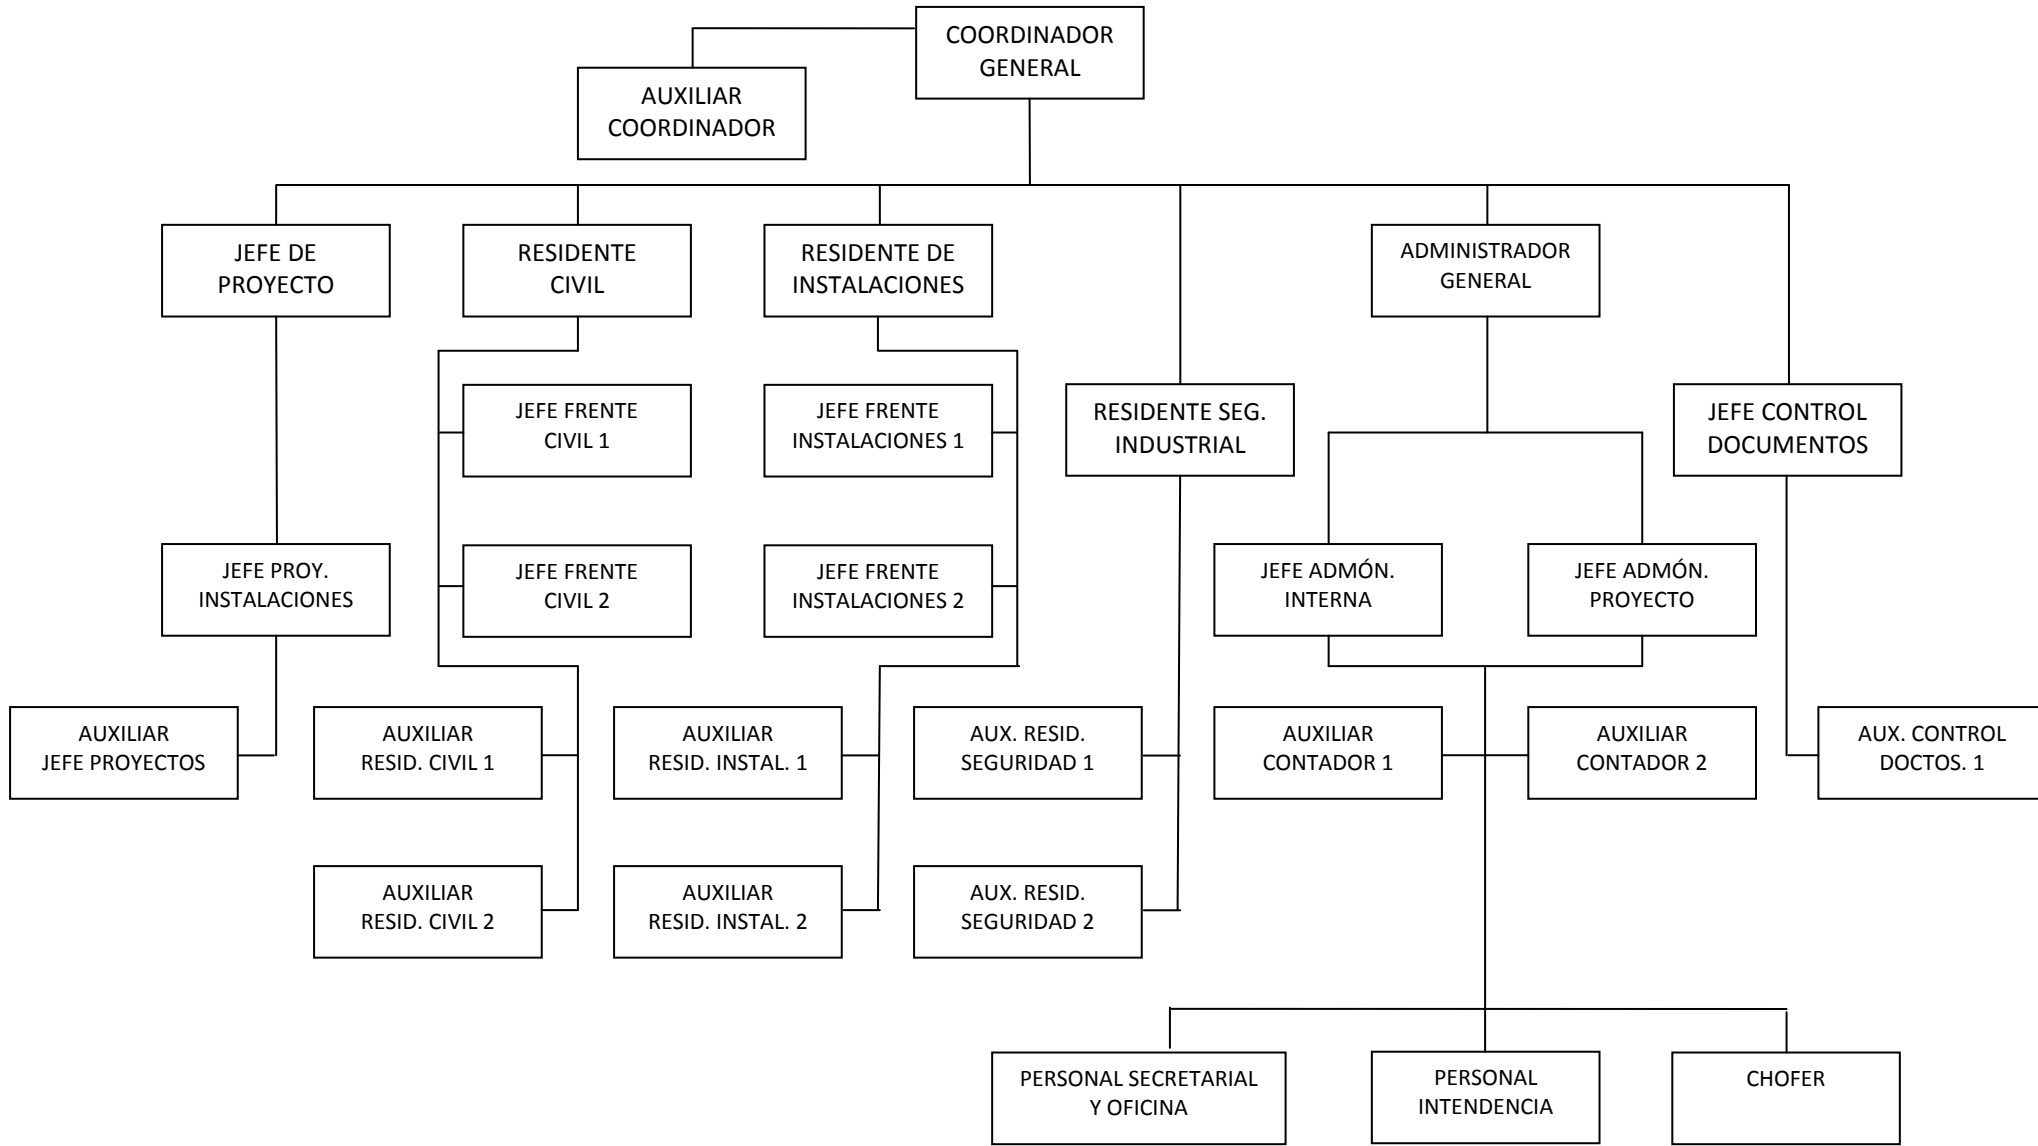 COORDINADOR
GENERAL
AUXILIAR
COORDINADOR
JEFE DE
PROYECTO
RESIDENTE
CIVIL
RESIDENTE DE
INSTALACIONES
ADMINISTRADOR
GENERAL
JEFE FRENTE
CIVIL 1
JEFE FRENTE
INSTALACIONES 1
RESIDENTE SEG.
INDUSTRIAL
JEFE CONTROL
DOCUMENTOS
JEFE PROY.
INSTALACIONES
JEFE FRENTE
CIVIL 2
JEFE FRENTE
INSTALACIONES 2
JEFE ADMÓN.
INTERNA
JEFE ADMÓN.
PROYECTO
AUXILIAR
JEFE PROYECTOS
AUXILIAR
RESID. CIVIL 1
AUXILIAR
RESID. INSTAL. 1
AUX. RESID.
SEGURIDAD 1
AUXILIAR
CONTADOR 1
AUXILIAR
CONTADOR 2
AUX. CONTROL
DOCTOS. 1
AUXILIAR
RESID. CIVIL 2
AUXILIAR
RESID. INSTAL. 2
AUX. RESID.
SEGURIDAD 2
PERSONAL SECRETARIAL
Y OFICINA
PERSONAL
INTENDENCIA
CHOFER